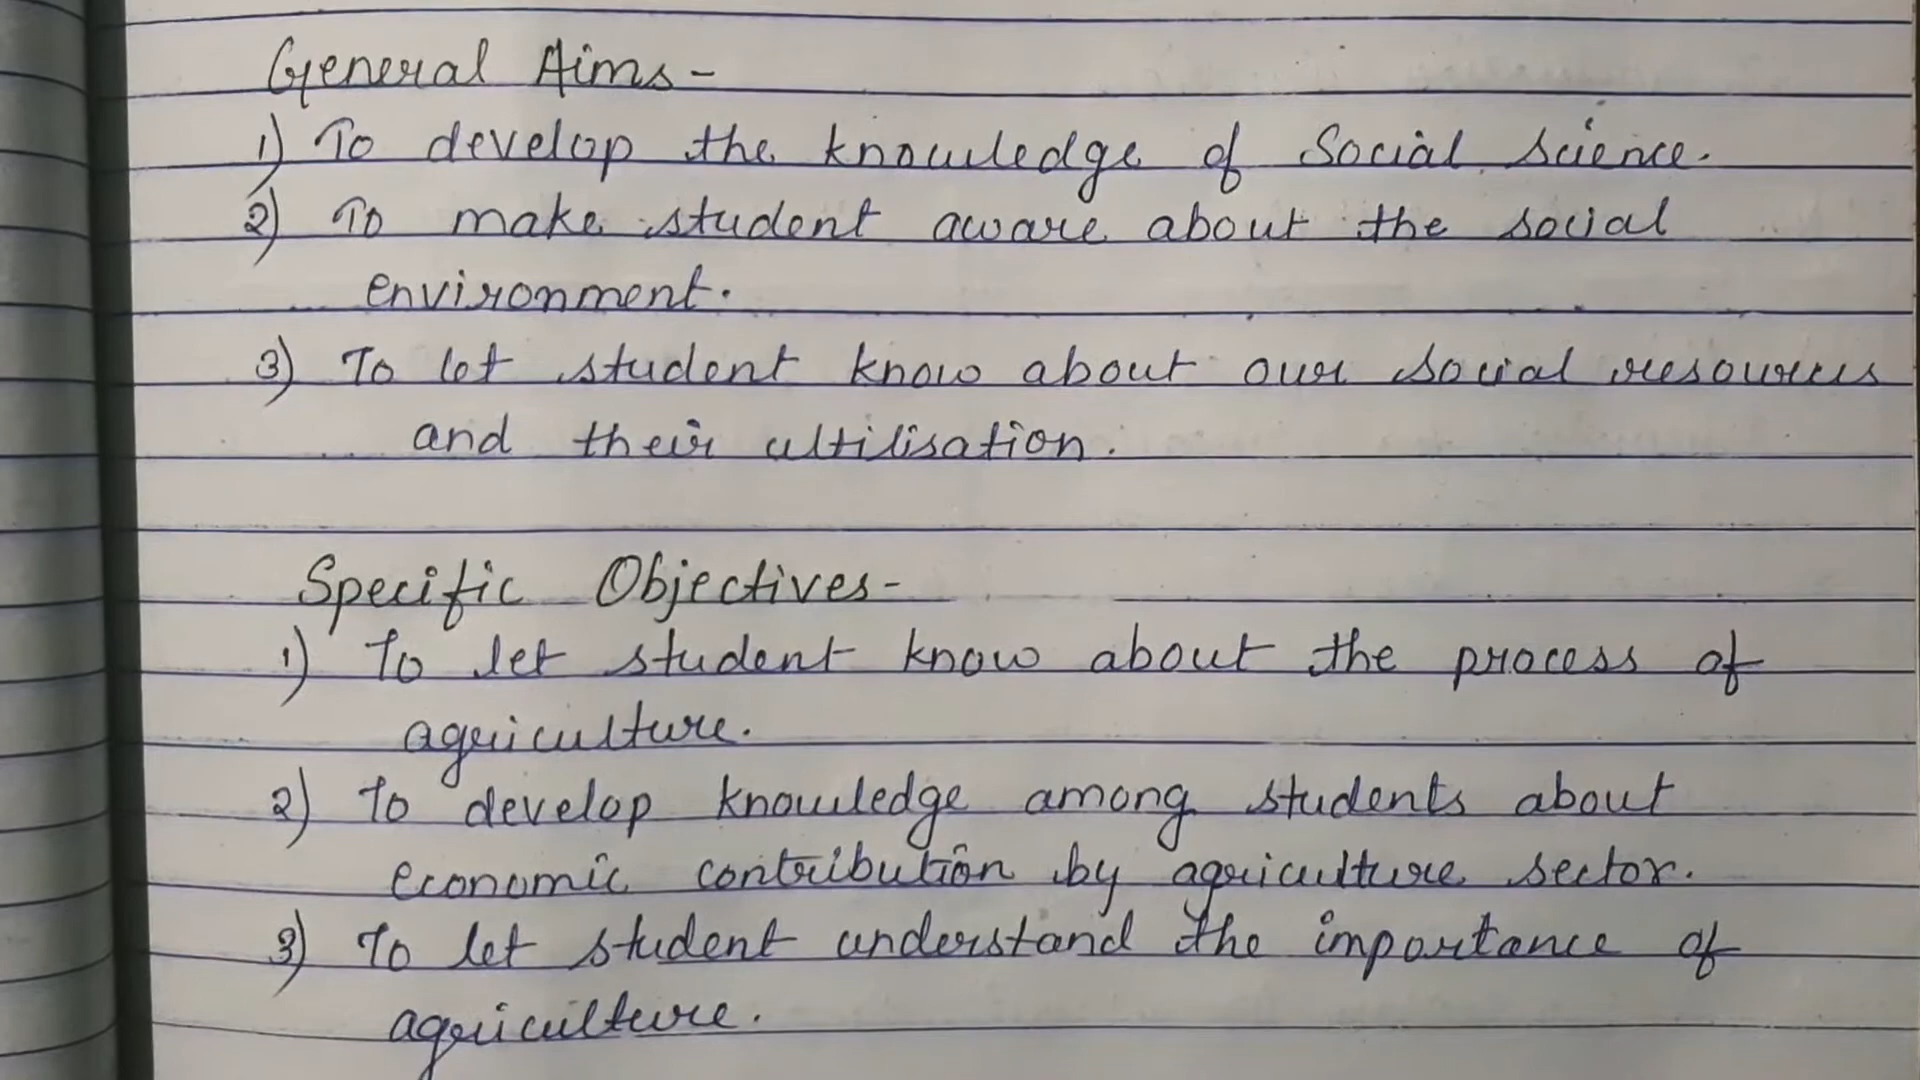 General Aims-
1) To develop the knowledge of Social science.
2) To make student aware about the social
environment.
3) To let student know about our social resources
and their ultilisation.
Specific Objectives-
1) To let student know about the process of
agriculture.
2) To develop knowledge among students about
economic contribution by agriculture sector.
3) To let student understand the importance of
agriculture.